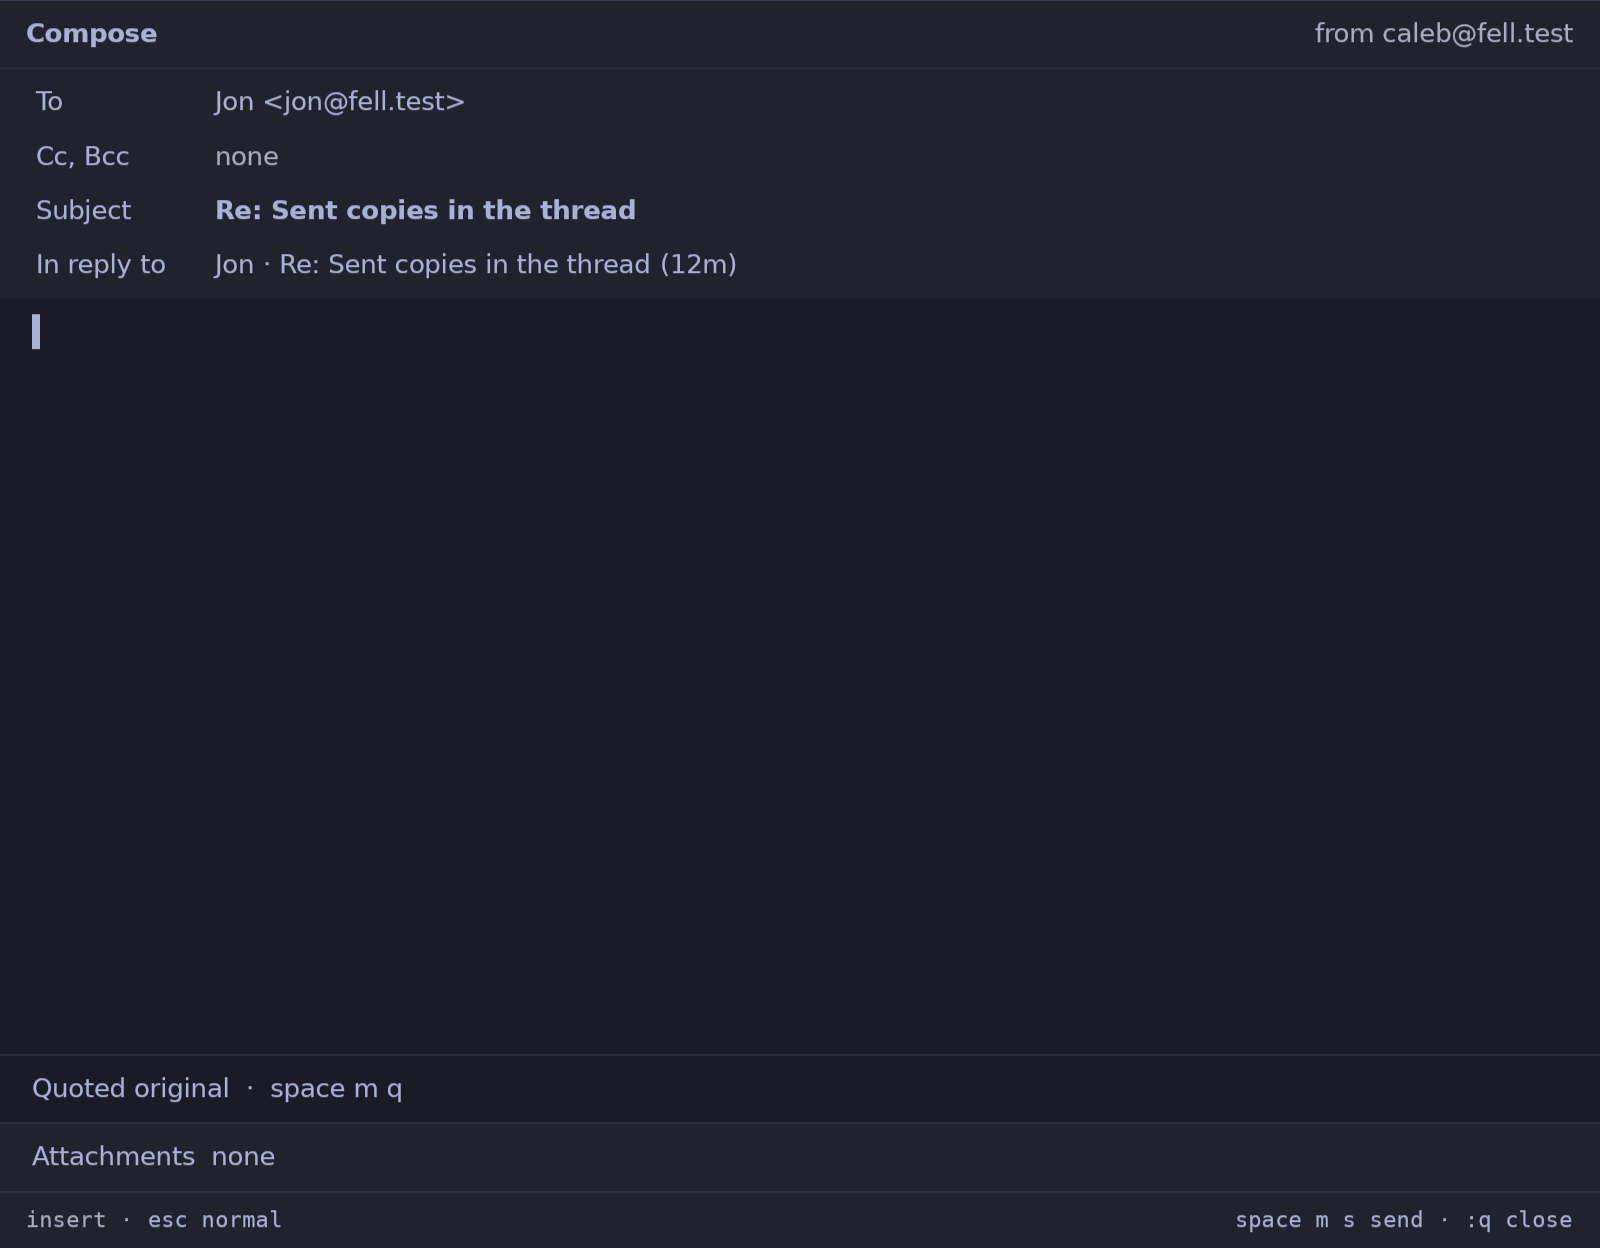 Compose from caleb@fell.test
To Jon <jon@fell.test>
Cc, Bcc none
Subject Re: Sent copies in the thread
In reply to Jon · Re: Sent copies in the thread (12m)
Quoted original · space m q
Attachments none
insert · esc normal space m s send · :q close